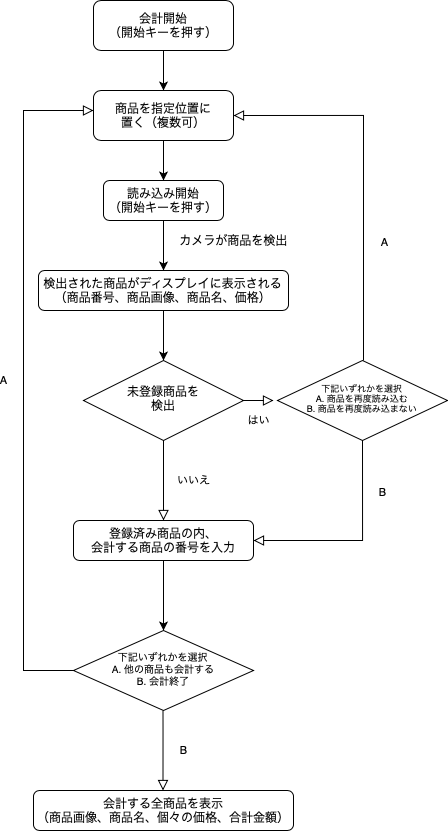 会計開始
（開始キーを押す）
商品を指定位置に
置く（複数可）
読み込み開始
（開始キーを押す）
カメラが商品を検出
A
検出された商品がディスプレイに表示される
（商品番号、商品画像、商品名、価格）
A
未登録商品を
検出
はい
下記いずれかを選択
A. 商品を再度読み込む
B. 商品を再度読み込まない
いいえ
B
登録済み商品の内、
会計する商品の番号を入力
下記いずれかを選択
A. 他の商品も会計する
B. 会計終了
B
会計する全商品を表示
（商品画像、商品名、個々の価格、合計金額）